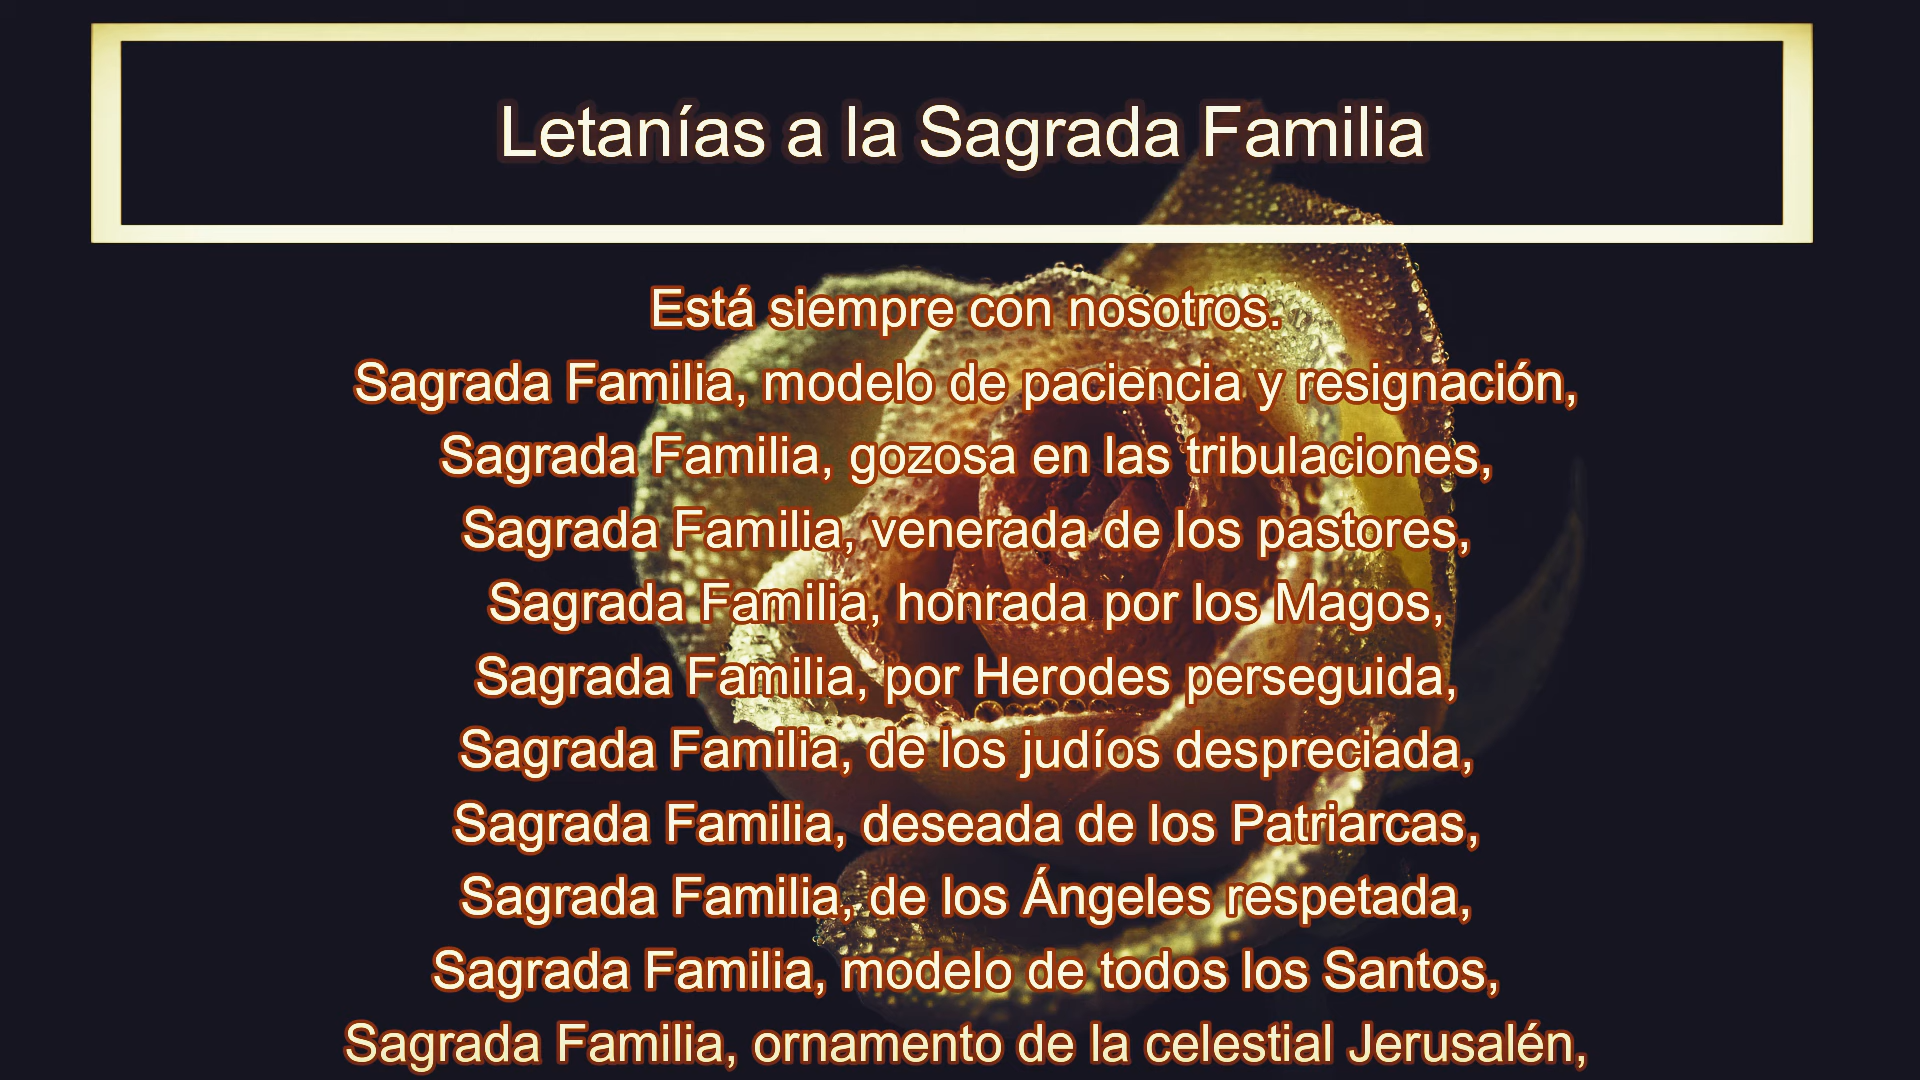 Letanías a la Sagrada Familia
Está siempre con nosotros.
Sagrada Familia, modelo de paciencia y resignación,
Sagrada Familia, gozosa en las tribulaciones,
Sagrada Familia, venerada de los pastores,
Sagrada Familia, honrada por los Magos,
Sagrada Familia, por Herodes perseguida,
Sagrada Familia, de los judíos despreciada,
Sagrada Familia, deseada de los Patriarcas,
Sagrada Familia, de los Ángeles respetada,
Sagrada Familia, modelo de todos los Santos,
Sagrada Familia, ornamento de la celestial Jerusalén,